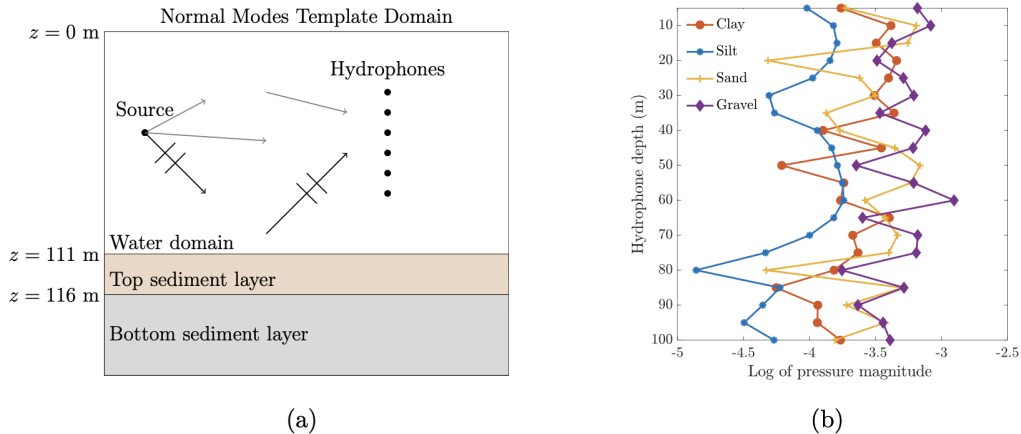 Normal Modes Template Domain
z = 0 m
Hydrophones
Source
Water domain
z = 111 m
Top sediment layer
z = 116 m
Bottom sediment layer
(a)
Clay
Silt
Sand
Gravel
Hydrophone depth (m)
10
20
30
40
50
60
70
80
90
100
-5
-4.5
-4
-3.5
-3
-2.5
Log of pressure magnitude
(b)